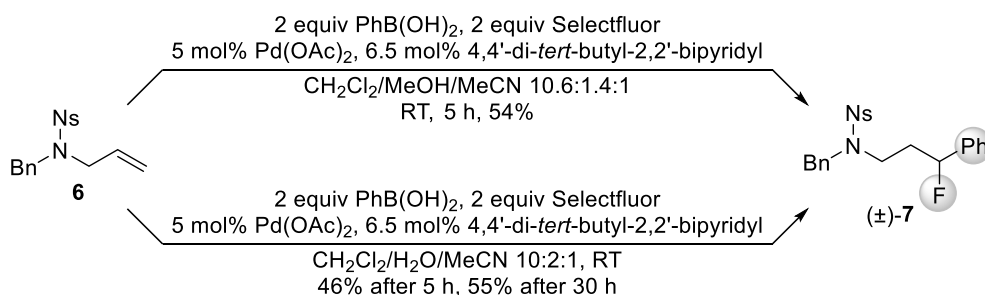 2 equiv PhB(OH)₂, 2 equiv Selectfluor
5 mol% Pd(OAc)₂, 6.5 mol% 4,4'-di-tert-butyl-2,2'-bipyridyl
CH₂Cl₂/MeOH/MeCN 10.6:1.4:1
RT, 5 h, 54%
Ns
N
Bn
6
Ns
N
Bn
Ph
F
(±)-7
2 equiv PhB(OH)₂, 2 equiv Selectfluor
5 mol% Pd(OAc)₂, 6.5 mol% 4,4'-di-tert-butyl-2,2'-bipyridyl
CH₂Cl₂/H₂O/MeCN 10:2:1, RT
46% after 5 h, 55% after 30 h